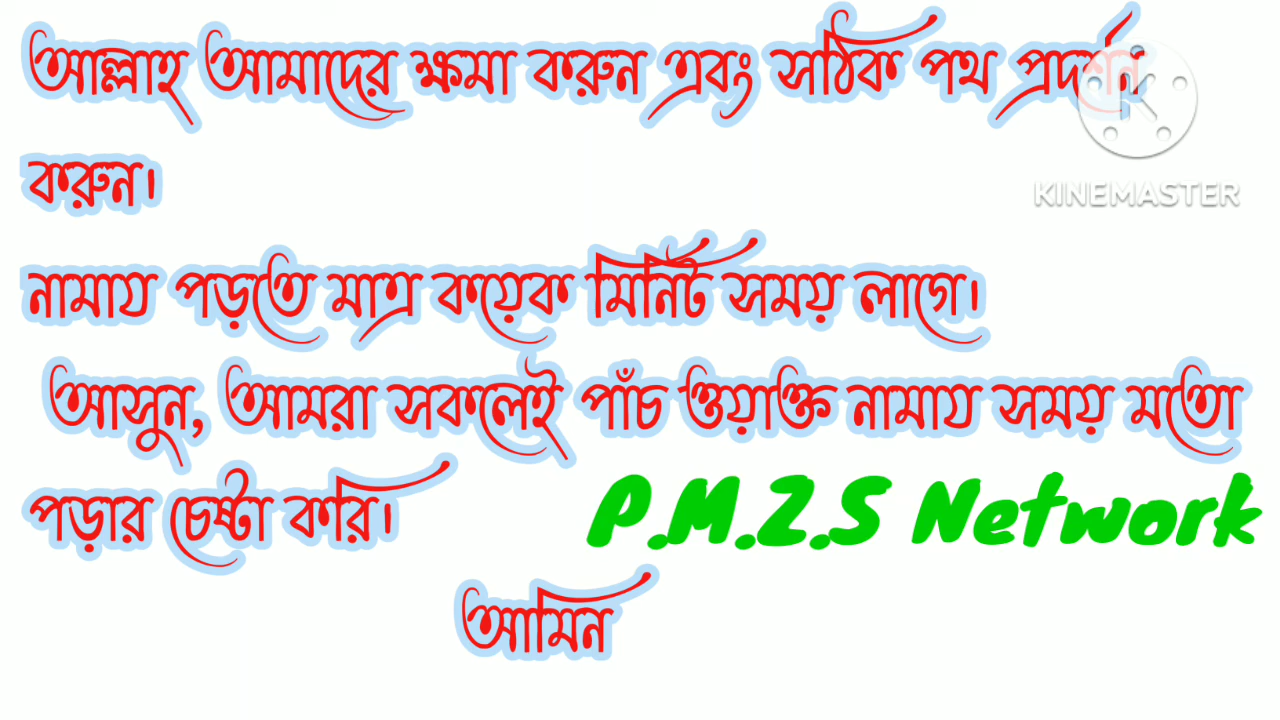 আল্লাহ আমাদের ক্ষমা করুন এবং সঠিক পথ প্রদর্শন
KINEMASTER
করুন।
নামায পড়তে মাত্র কয়েক মিনিট সময় লাগে।
আসুন, আমরা সকলেই পাঁচ ওয়াক্ত নামায সময় মতো
পড়ার চেষ্টা করি।
P.M.Z.S Network
আমিন